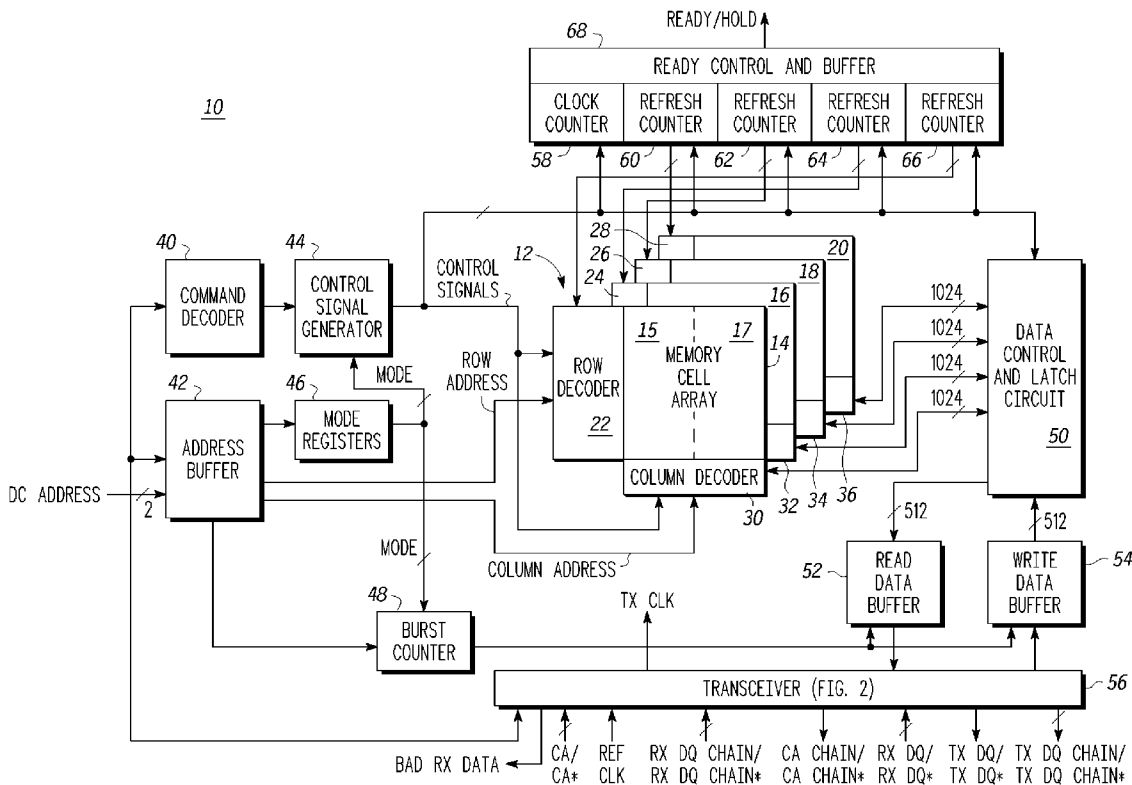 READY/HOLD
68
READY CONTROL AND BUFFER
10
CLOCK COUNTER
REFRESH COUNTER
REFRESH COUNTER
REFRESH COUNTER
REFRESH COUNTER
58
60
62
64
66
40
44
12
28
26
24
20
18
16
COMMAND DECODER
CONTROL SIGNAL GENERATOR
CONTROL SIGNALS
15
17
14
ROW DECODER
22
MEMORY CELL ARRAY
1024
1024
1024
1024
DATA CONTROL AND LATCH CIRCUIT
50
MODE
ROW ADDRESS
42
46
ADDRESS BUFFER
MODE REGISTERS
COLUMN DECODER
30
32
34
36
DC ADDRESS
2
512
512
MODE
COLUMN ADDRESS
52
READ DATA BUFFER
WRITE DATA BUFFER
54
TX CLK
48
BURST COUNTER
TRANSCEIVER (FIG. 2)
56
BAD RX DATA
CA/
CA*
REF
CLK
RX DQ CHAIN/
RX DQ CHAIN*
CA CHAIN/
CA CHAIN*
RX DQ/
RX DQ*
TX DQ/
TX DQ*
TX DQ CHAIN/
TX DQ CHAIN*